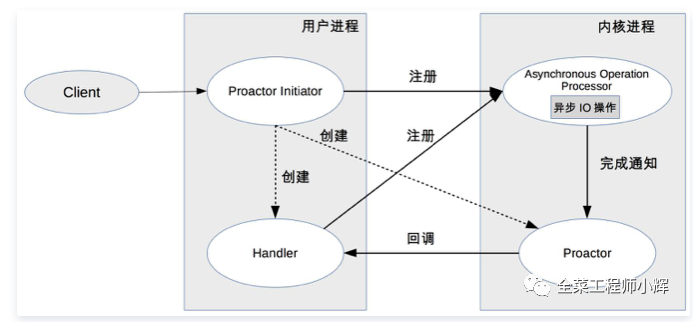 用户进程
内核进程
Client
Proactor Initiator
注册
Asynchronous Operation
Processor
异步 IO 操作
创建
注册
创建
完成通知
Handler
回调
Proactor
全菜工程师小辉